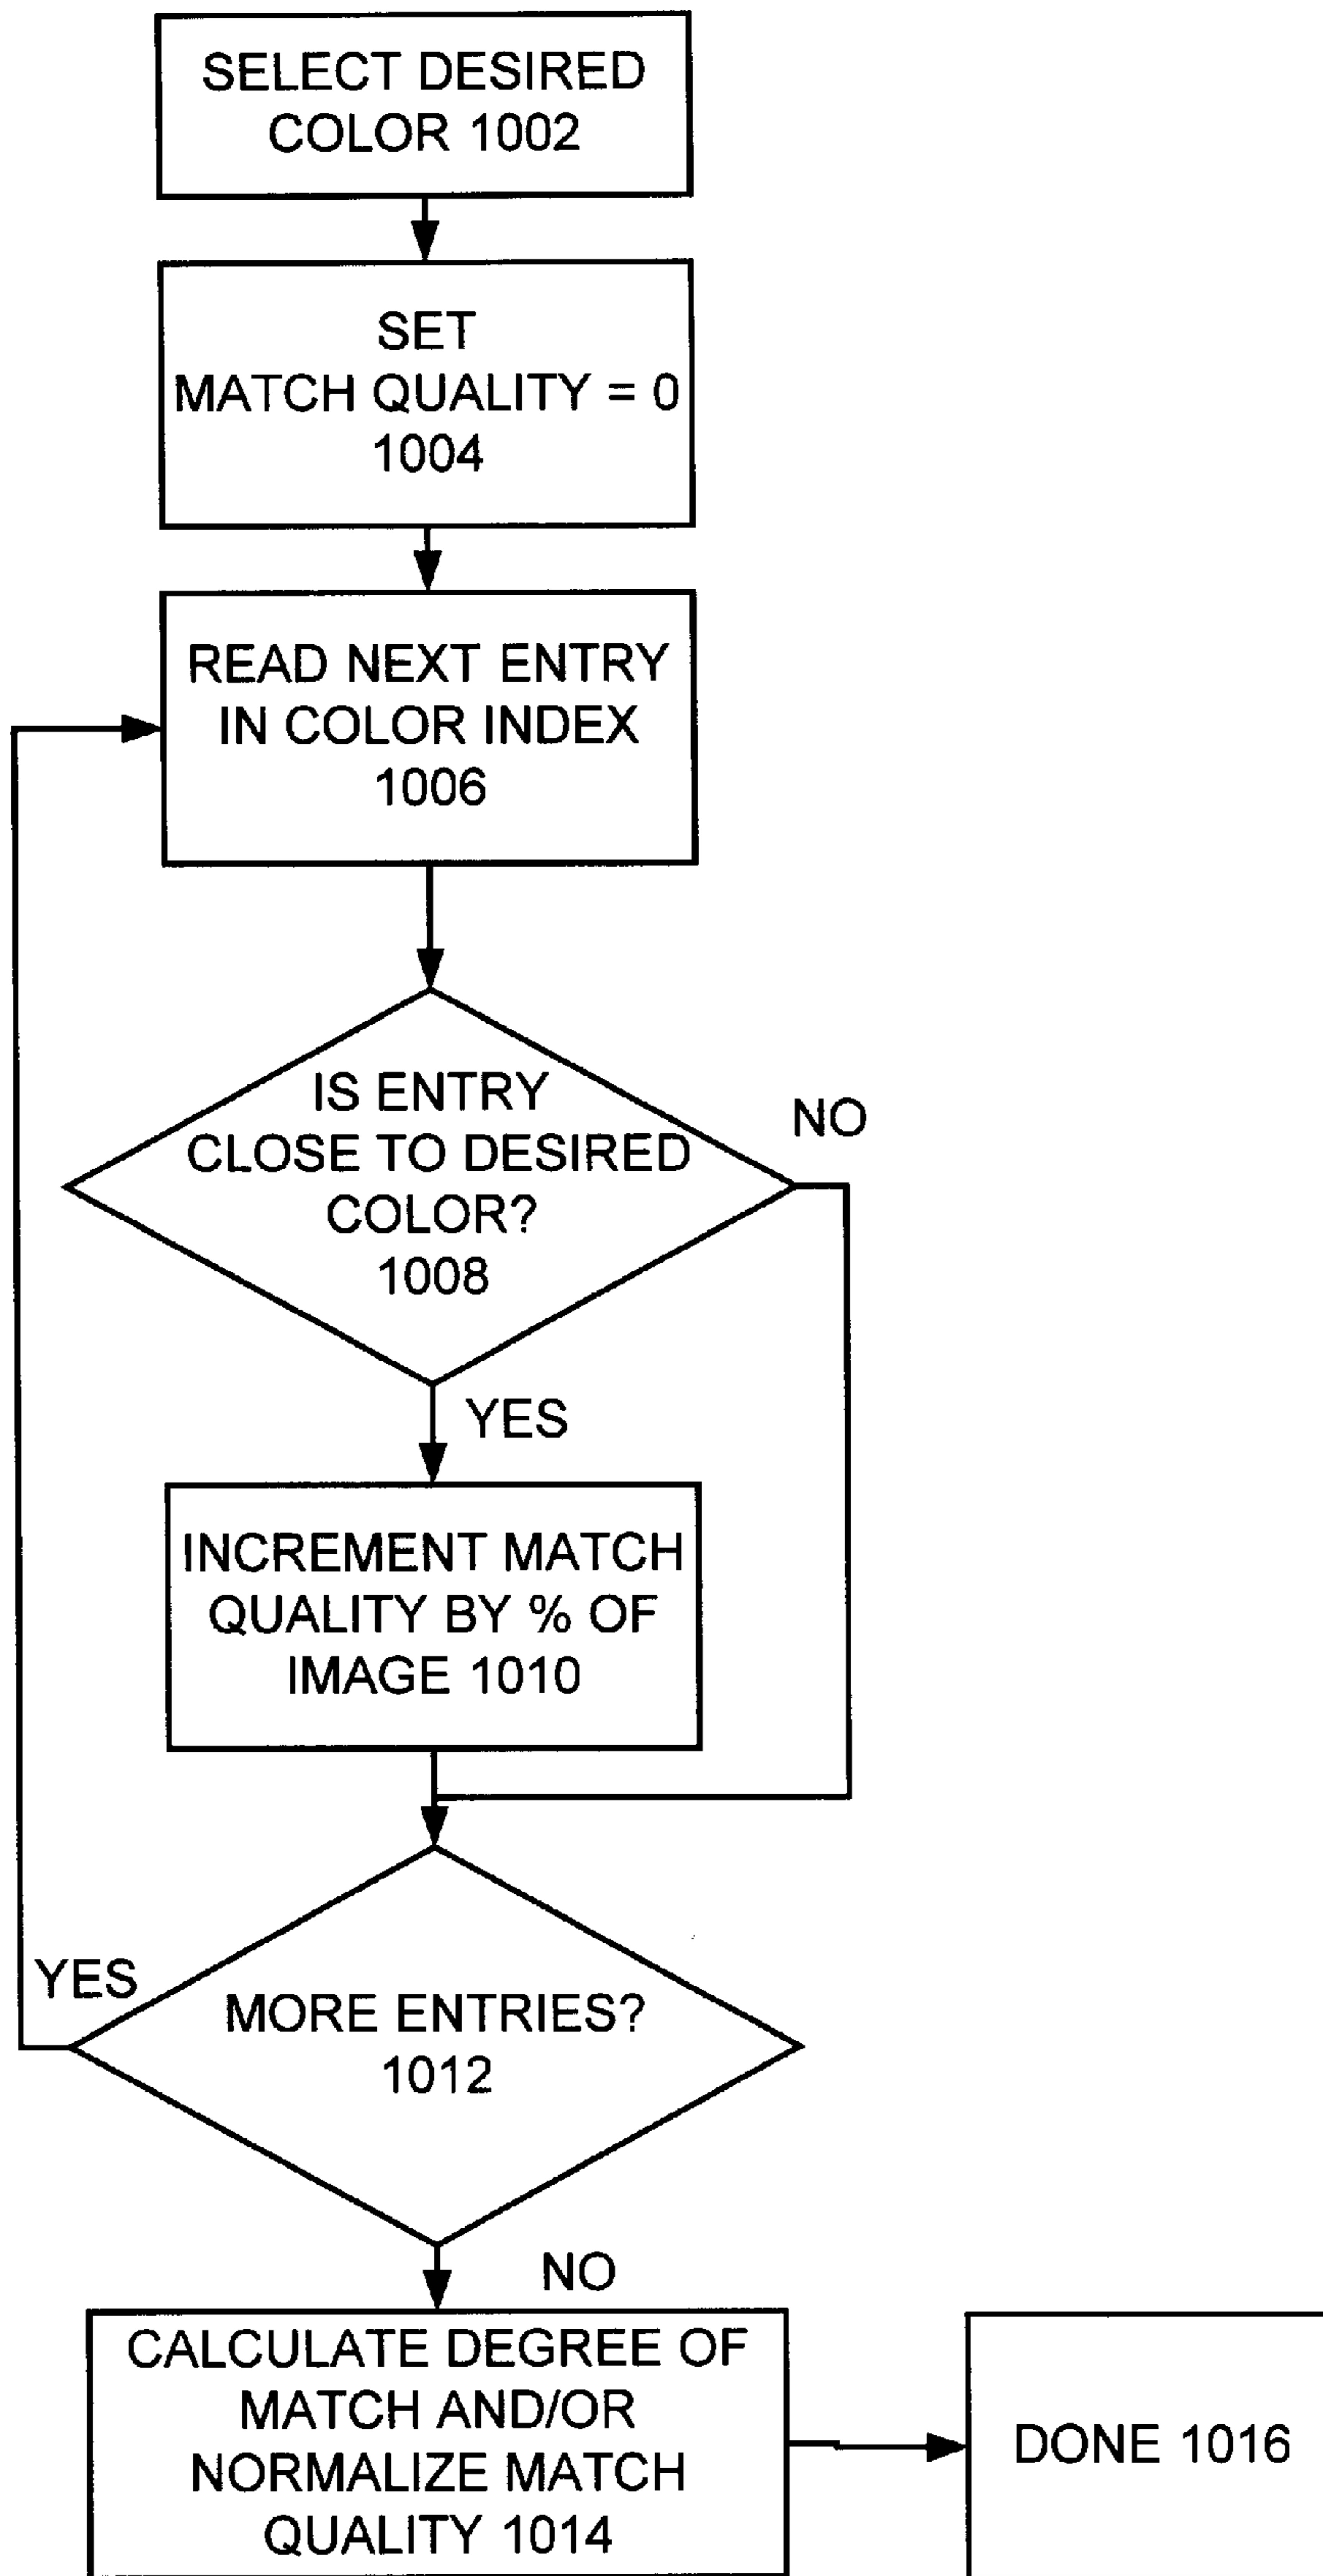 SELECT DESIRED
COLOR 1002
SET
MATCH QUALITY = 0
1004
READ NEXT ENTRY
IN COLOR INDEX
1006
IS ENTRY
CLOSE TO DESIRED
COLOR?
1008
NO
YES
INCREMENT MATCH
QUALITY BY % OF
IMAGE 1010
YES
MORE ENTRIES?
1012
NO
CALCULATE DEGREE OF
MATCH AND/OR
NORMALIZE MATCH
QUALITY 1014
DONE 1016